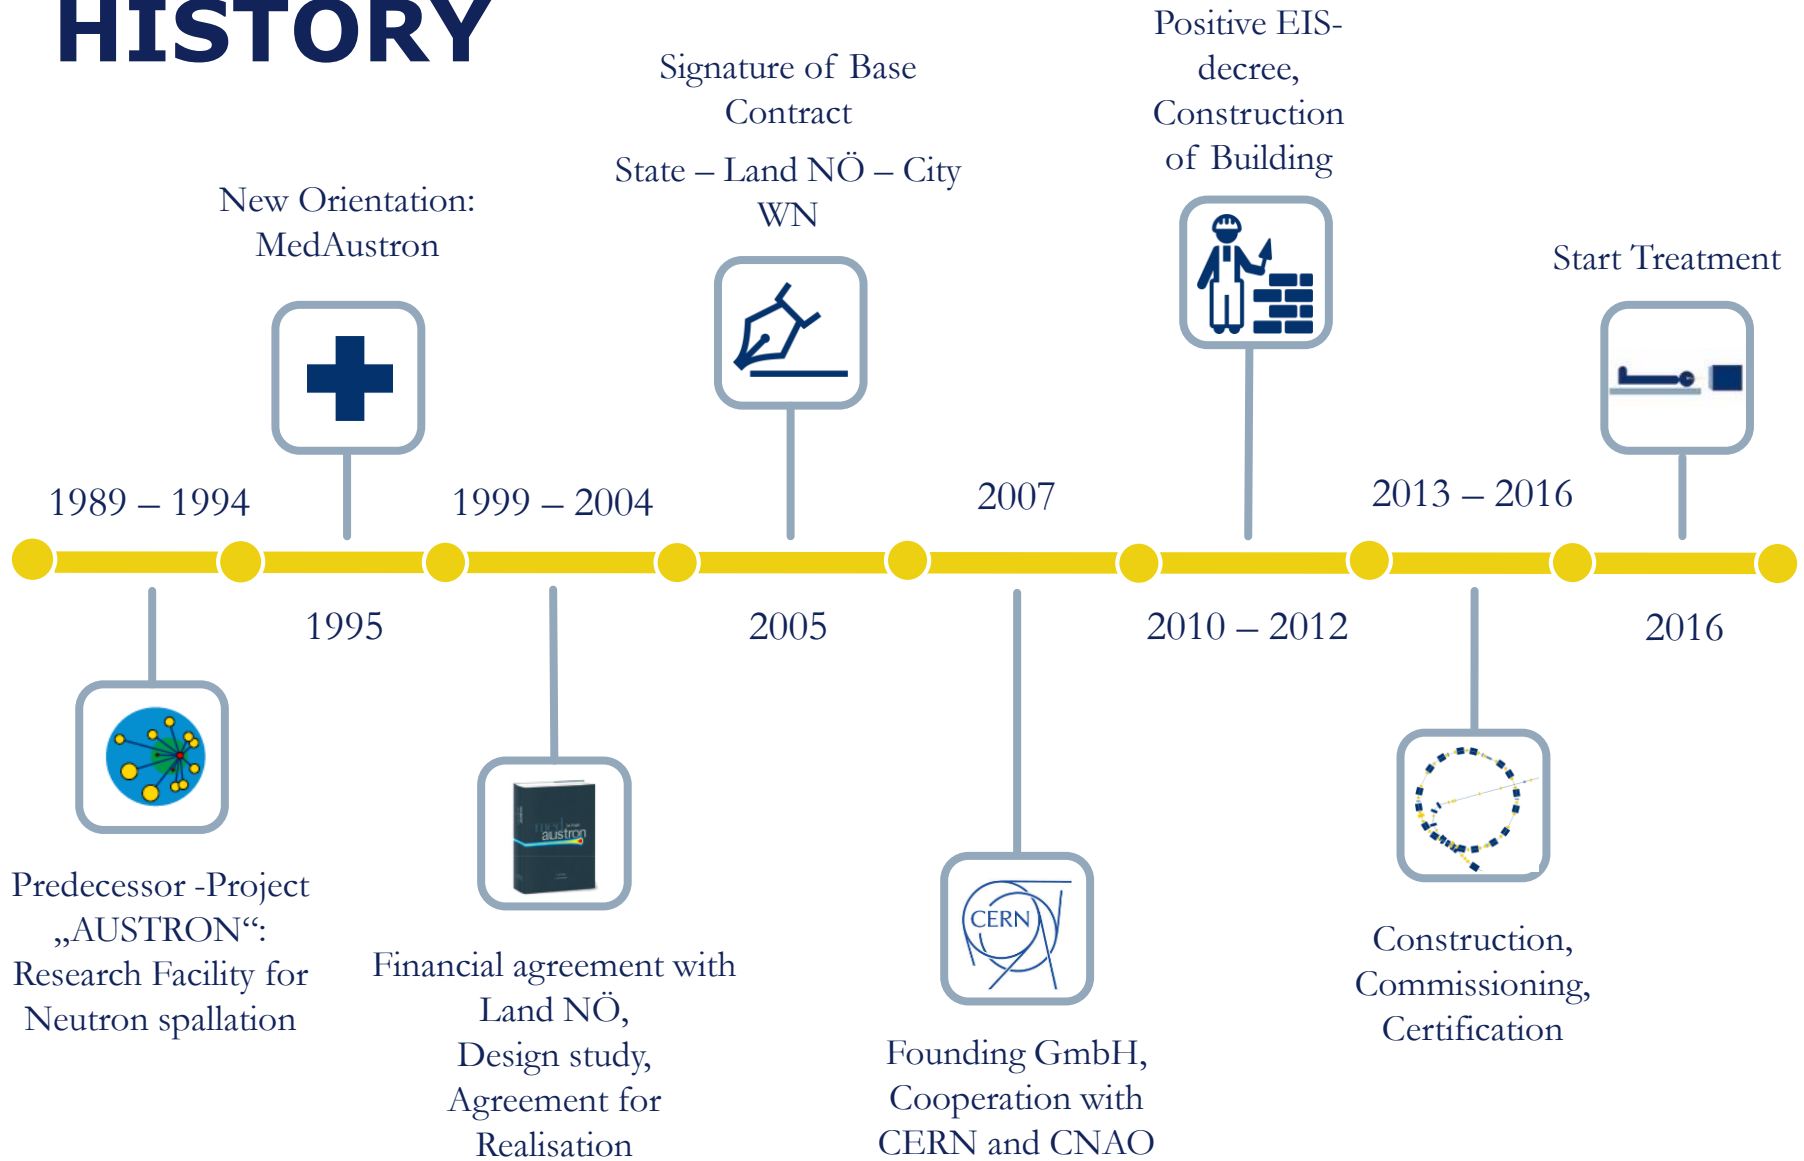 HISTORY
Positive EIS-
decree,
Construction
of Building
Signature of Base
Contract
State – Land NÖ – City
WN
New Orientation:
MedAustron
Start Treatment
1989 – 1994
1999 – 2004
2007
2013 – 2016
1995
2005
2010 – 2012
2016
med
austron
CERN
Predecessor -Project
„AUSTRON“:
Research Facility for
Neutron spallation
Financial agreement with
Land NÖ,
Design study,
Agreement for
Realisation
Founding GmbH,
Cooperation with
CERN and CNAO
Construction,
Commissioning,
Certification